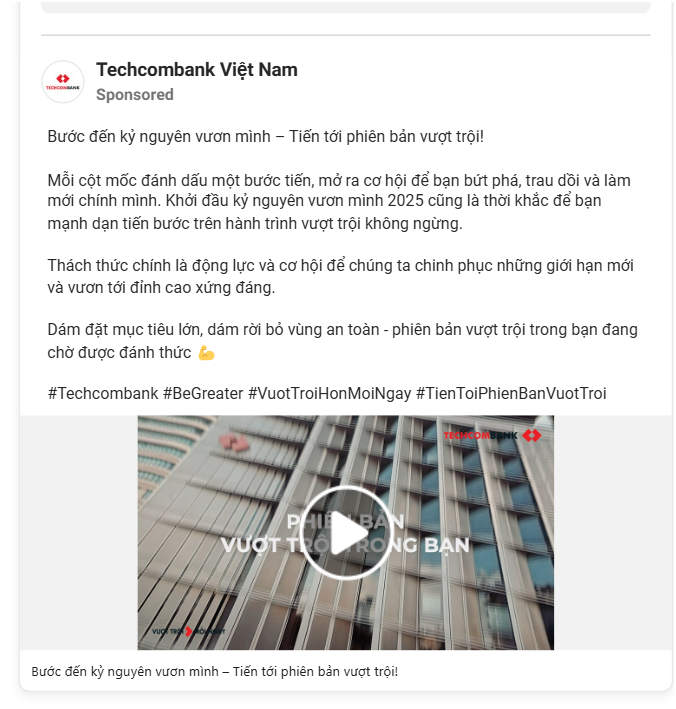 TECHCOMBANK
Techcombank Việt Nam
Sponsored
Bước đến kỷ nguyên vươn mình – Tiến tới phiên bản vượt trội!
Mỗi cột mốc đánh dấu một bước tiến, mở ra cơ hội để bạn bứt phá, trau dồi và làm
mới chính mình. Khởi đầu kỷ nguyên vươn mình 2025 cũng là thời khắc để bạn
mạnh dạn tiến bước trên hành trình vượt trội không ngừng.
Thách thức chính là động lực và cơ hội để chúng ta chinh phục những giới hạn mới
và vươn tới đỉnh cao xứng đáng.
Dám đặt mục tiêu lớn, dám rời bỏ vùng an toàn - phiên bản vượt trội trong bạn đang
chờ được đánh thức 💪
#Techcombank #BeGreater #VuotTroiHonMoiNgay #TienToiPhienBanVuotTroi
TECHCOMBANK
PHIÊN BẢN
VƯỢT TRỘI TRONG BẠN
VƯỢT TRỘI MỖI NGÀY
Bước đến kỷ nguyên vươn mình – Tiến tới phiên bản vượt trội!